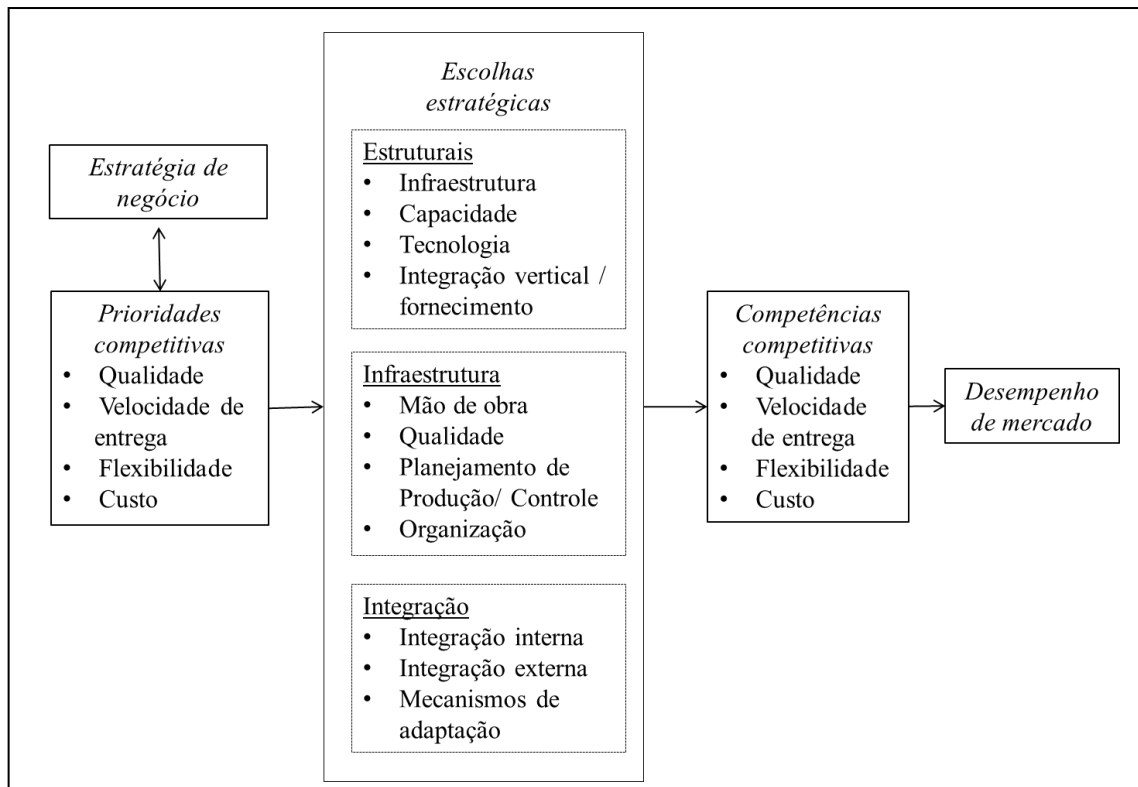 Estratégia de
negócio
Prioridades
competitivas
• Qualidade
• Velocidade de
entrega
• Flexibilidade
• Custo
Escolhas
estratégicas
Estruturais
• Infraestrutura
• Capacidade
• Tecnologia
• Integração vertical /
fornecimento
Infraestrutura
• Mão de obra
• Qualidade
• Planejamento de
Produção/ Controle
• Organização
Integração
• Integração interna
• Integração externa
• Mecanismos de
adaptação
Competências
competitivas
• Qualidade
• Velocidade
de entrega
• Flexibilidade
• Custo
Desempenho
de mercado